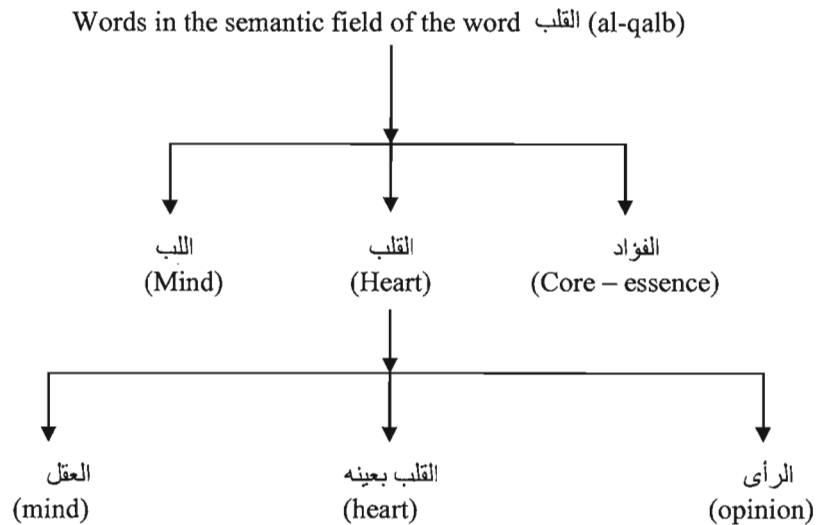 Words in the semantic field of the word القلب (al-qalb)
اللب القلب الفؤاد
(Mind) (Heart) (Core – essence)
العقل القلب بعينه الرأى
(mind) (heart) (opinion)